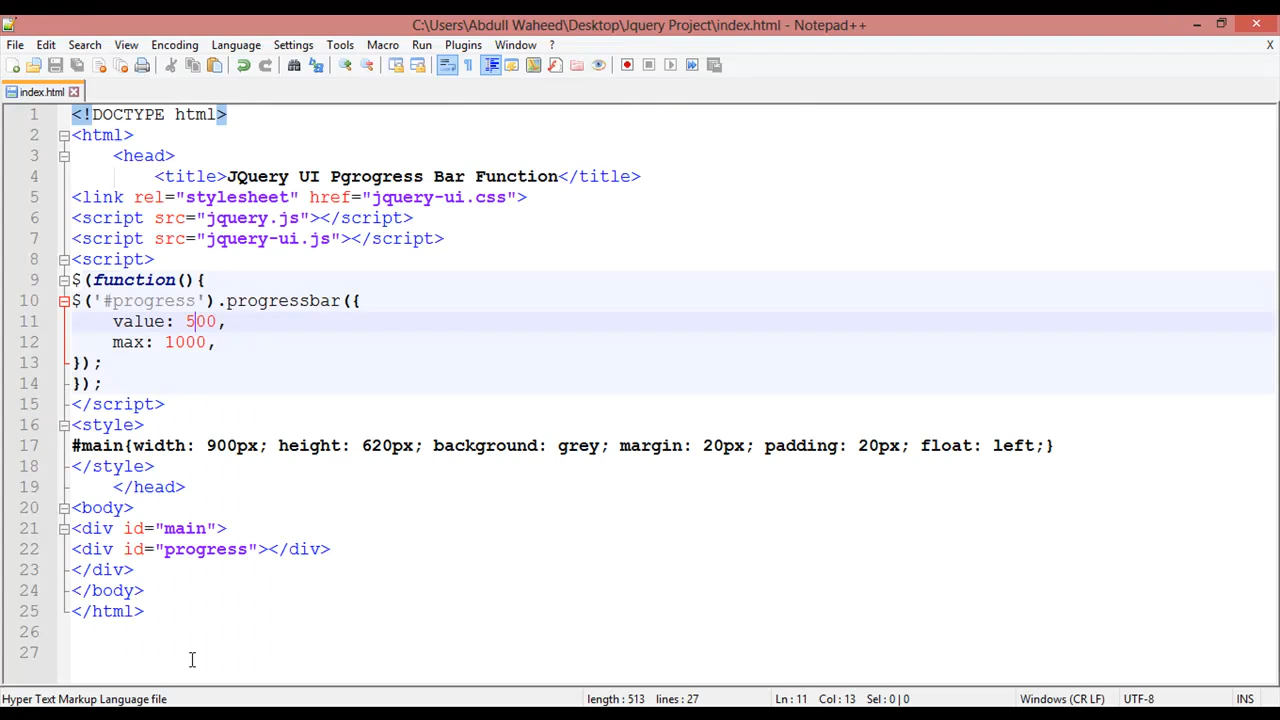 C:\Users\Abdull Waheed\Desktop\Jquery Project\index.html - Notepad++
File Edit Search View Encoding Language Settings Tools Macro Run Plugins Window ? X
index.html
1 <!DOCTYPE html>
2 <html>
3 <head>
4 <title>JQuery UI Pgrogress Bar Function</title>
5 <link rel="stylesheet" href="jquery-ui.css">
6 <script src="jquery.js"></script>
7 <script src="jquery-ui.js"></script>
8 <script>
9 $(function(){
10 $('#progress').progressbar({
11 value: 500,
12 max: 1000,
13 });
14 });
15 </script>
16 <style>
17 #main{width: 900px; height: 620px; background: grey; margin: 20px; padding: 20px; float: left;}
18 </style>
19 </head>
20 <body>
21 <div id="main">
22 <div id="progress"></div>
23 </div>
24 </body>
25 </html>
26
27
Hyper Text Markup Language file length : 513 lines : 27 Ln : 11 Col : 13 Sel : 0 | 0 Windows (CR LF) UTF-8 INS